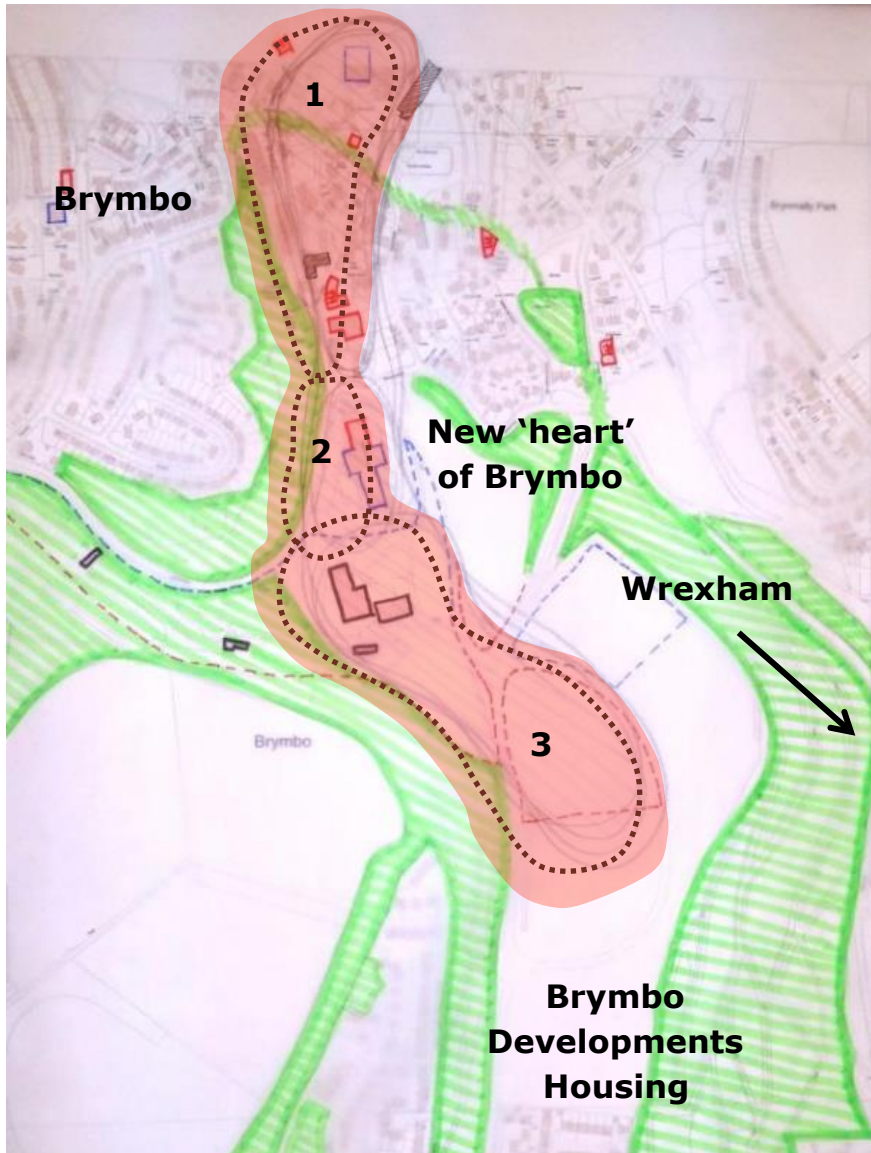 1
Brymbo
2
New ‘heart’
of Brymbo
Wrexham
Brymbo
3
Brymbo
Developments
Housing